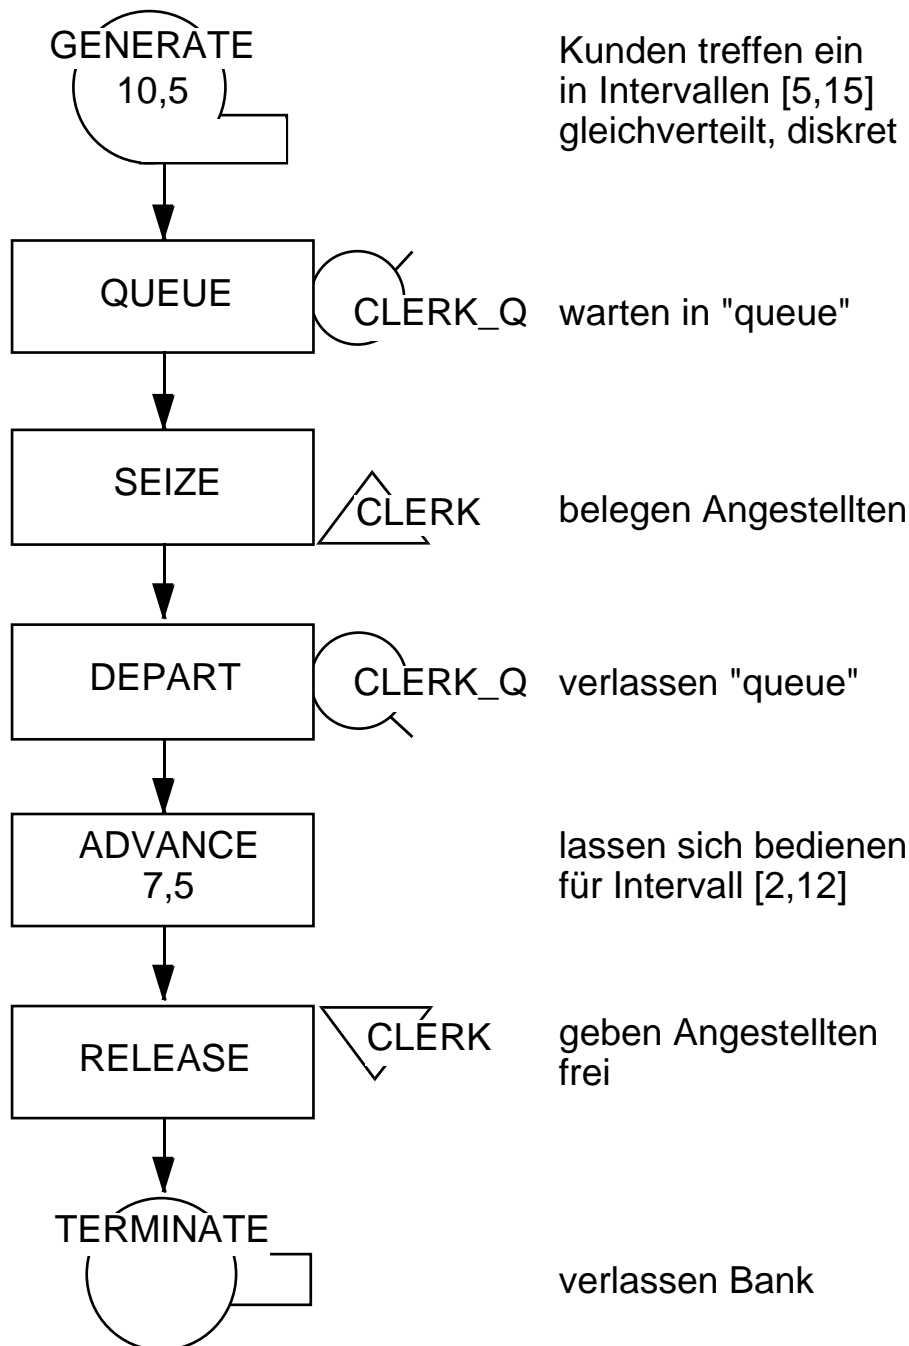 GENERATE
10,5
Kunden treffen ein
in Intervallen [5,15]
gleichverteilt, diskret
QUEUE
CLERK_Q
warten in "queue"
SEIZE
CLERK
belegen Angestellten
DEPART
CLERK_Q
verlassen "queue"
ADVANCE
7,5
lassen sich bedienen
für Intervall [2,12]
RELEASE
CLERK
geben Angestellten
frei
TERMINATE
verlassen Bank